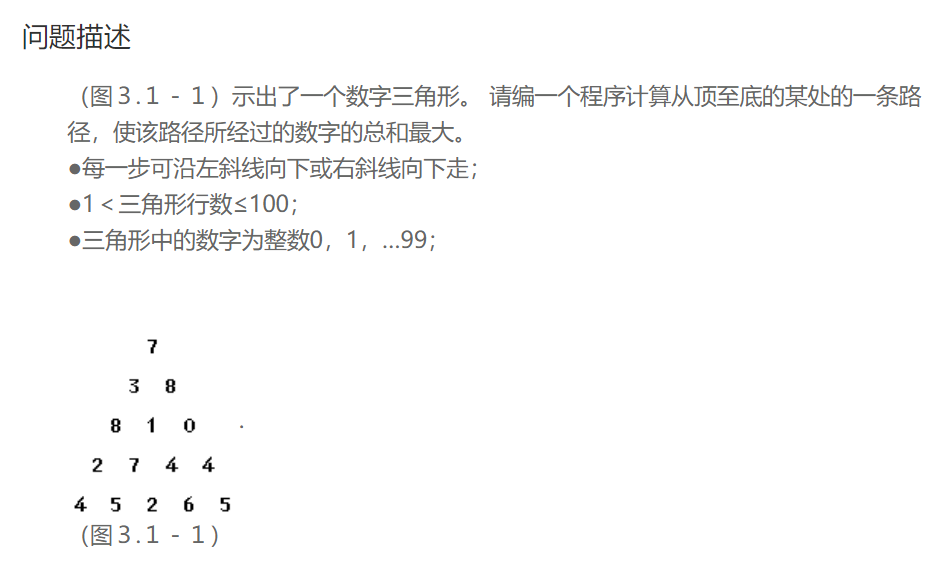 问题描述
（图３.１－１）示出了一个数字三角形。 请编一个程序计算从顶至底的某处的一条路
径，使该路径所经过的数字的总和最大。
●每一步可沿左斜线向下或右斜线向下走；
●1＜三角形行数≤100；
●三角形中的数字为整数0，1，…99；
7
3 8
8 1 0 .
2 7 4 4
4 5 2 6 5
（图３.１－１）